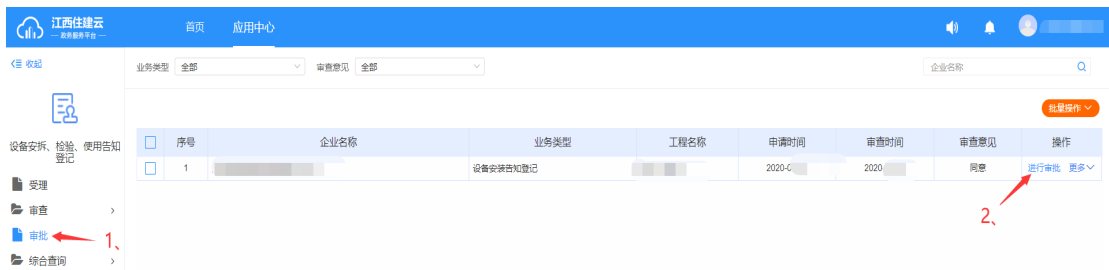 江西住建云
— 政务服务平台 —
首页
应用中心
收起
业务类型 全部
审查意见 全部
企业名称
批量操作
设备安拆、检验、使用告知
登记
序号 企业名称 业务类型 工程名称 申请时间 审查时间 审查意见 操作
1 设备安装告知登记 2020-0 2020 同意 进行审批 更多
受理
审查
审批
综合查询
1、
2、